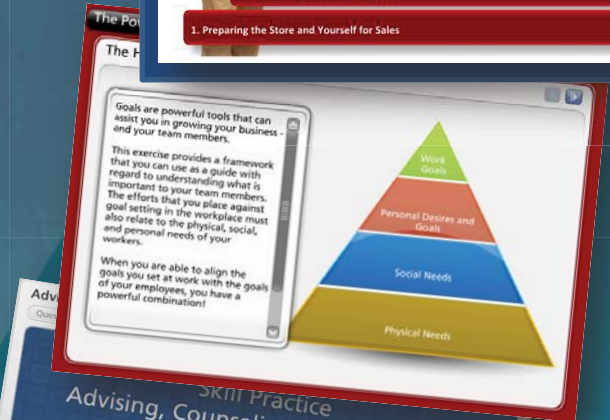 1. Preparing the Store and Yourself for Sales
The Po
The H
Goals are powerful tools that can
assist you in growing your business -
and your team members.
This exercise provides a framework
that you can use as a guide with
regard to understanding what is
important to your team members.
The efforts that you place against
goal setting in the workplace must
also relate to the physical, social,
and personal needs of your
workers.
When you are able to align the
goals you set at work with the goals
of your employees, you have a
powerful combination!
Work
Goals
Personal Desires and
Goals
Social Needs
Physical Needs
Adv
Ques
Skill Practice
Advising, Counseli